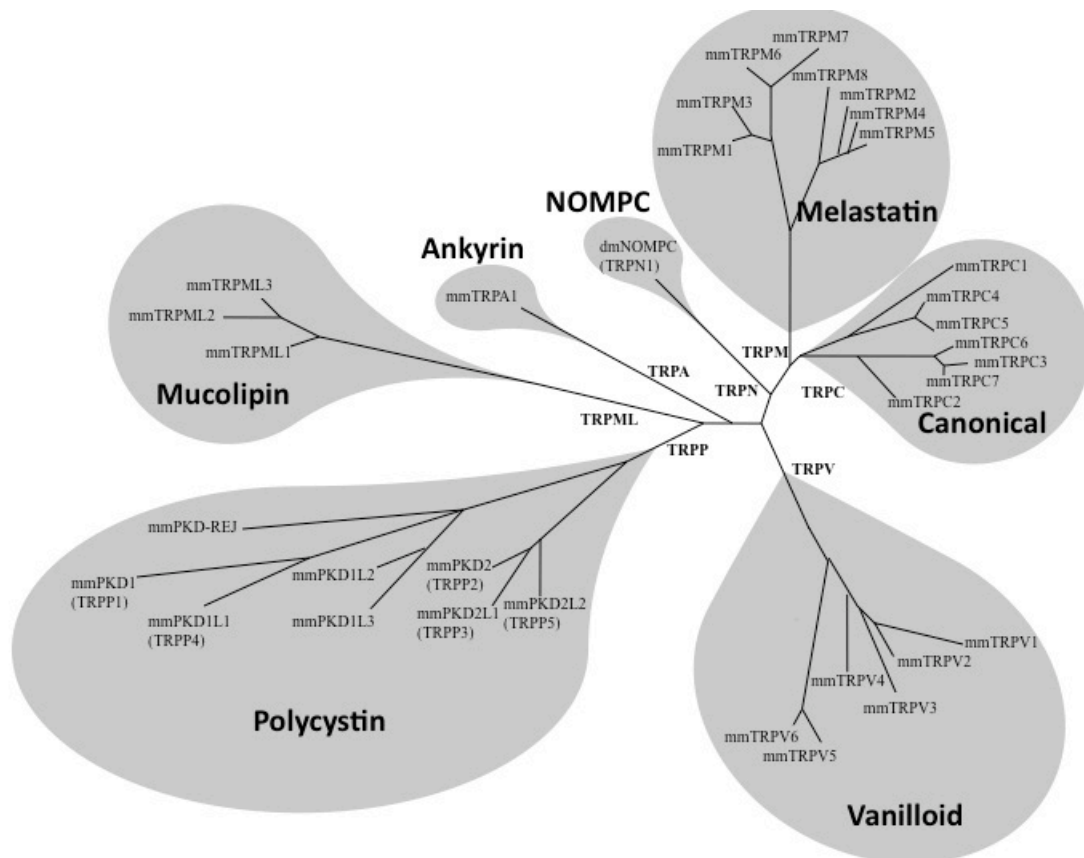 mmTRPM7
mmTRPM6
mmTRPM8
mmTRPM2
mmTRPM3
mmTRPM4
mmTRPM5
mmTRPM1
Melastatin
NOMPC
dmNOMPC
(TRPN1)
Ankyrin
mmTRPA1
mmTRPML3
mmTRPML2
mmTRPML1
Mucolipin
mmTRPC1
mmTRPC4
mmTRPC5
mmTRPC6
mmTRPC3
mmTRPC7
mmTRPC2
Canonical
TRPM
TRPA
TRPN
TRPC
TRPML
TRPP
TRPV
mmPKD-REJ
mmPKD1
(TRPP1)
mmPKD1L1
(TRPP4)
mmPKD1L2
mmPKD1L3
mmPKD2
(TRPP2)
mmPKD2L1
(TRPP3)
mmPKD2L2
(TRPP5)
Polycystin
mmTRPV1
mmTRPV2
mmTRPV4
mmTRPV3
mmTRPV6
mmTRPV5
Vanilloid